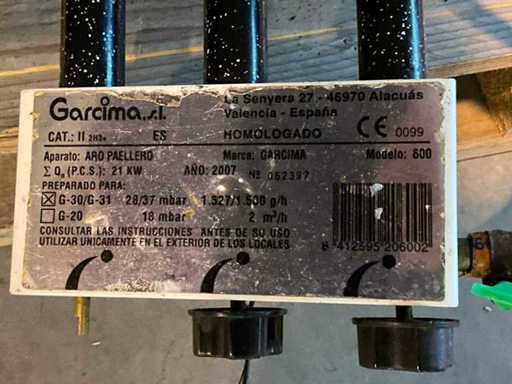 Garcima s.l.
La Senyera 27 - 46970 Alacuás
Valencia - España
CAT.: II 2H3+ ES HOMOLOGADO CE 0099
Aparato: ARO PAELLERO Marca: GARCIMA Modelo: 600
Σ Qn (P.C.S.): 21 KW AÑO: 2007 Nº 062397
PREPARADO PARA:
G-30/G-31 28/37 mbar 1.527/1.500 g/h
G-20 18 mbar 2 m³/h
CONSULTAR LAS INSTRUCCIONES ANTES DE SU USO
UTILIZAR UNICAMENTE EN EL EXTERIOR DE LOS LOCALES
8 412595 206002